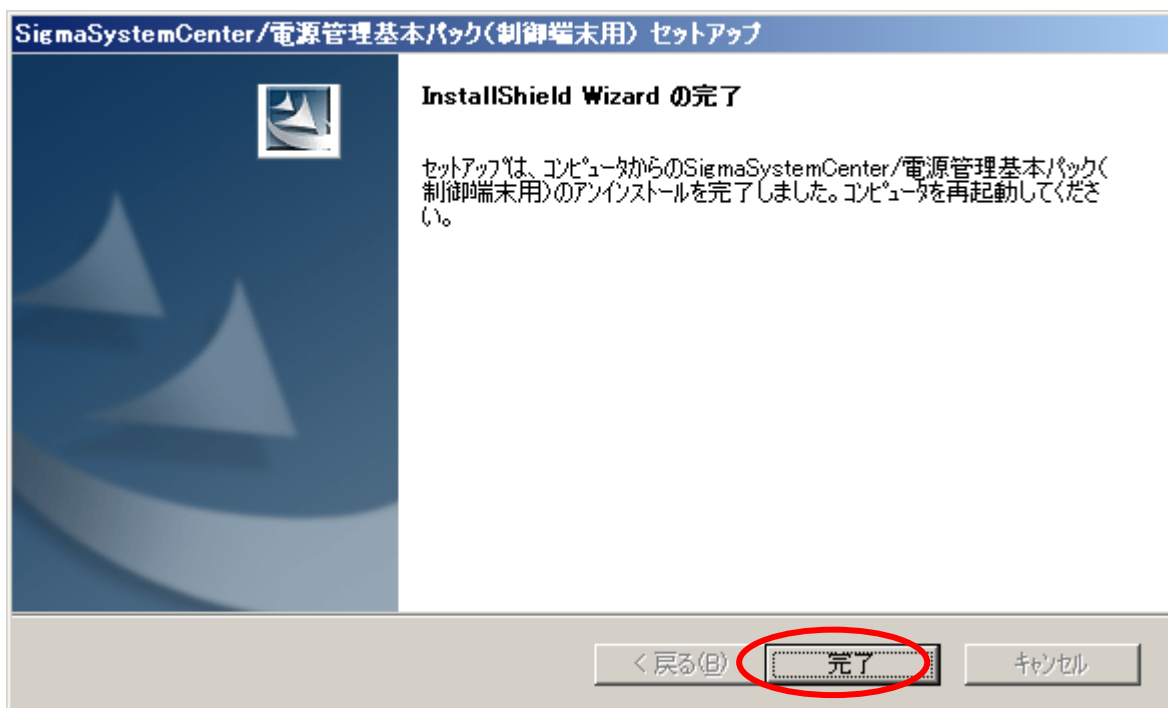 SigmaSystemCenter/電源管理基本パック(制御端末用) セットアップ
InstallShield Wizard の完了
セットアップは、コンピュータからのSigmaSystemCenter/電源管理基本パック(
制御端末用)のアンインストールを完了しました。コンピュータを再起動してくださ
い。
< 戻る(B)
完了
キャンセル